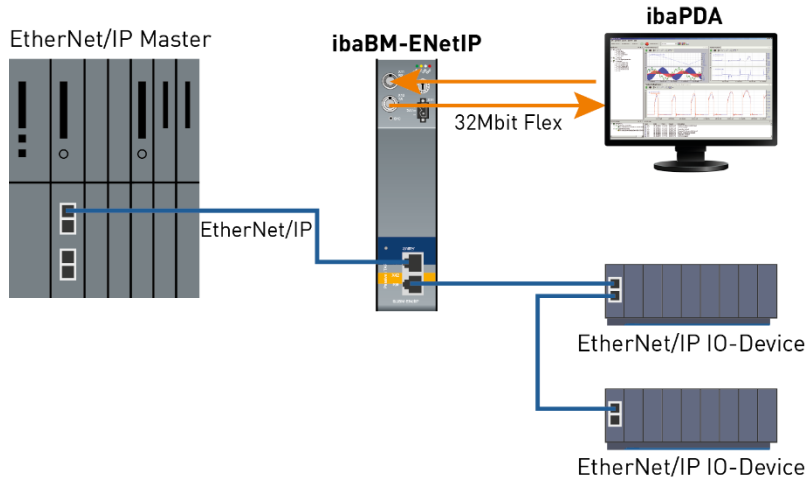 ibaPDA
EtherNet/IP Master
ibaBM-ENetIP
32Mbit Flex
EtherNet/IP
EtherNet/IP IO-Device
EtherNet/IP IO-Device